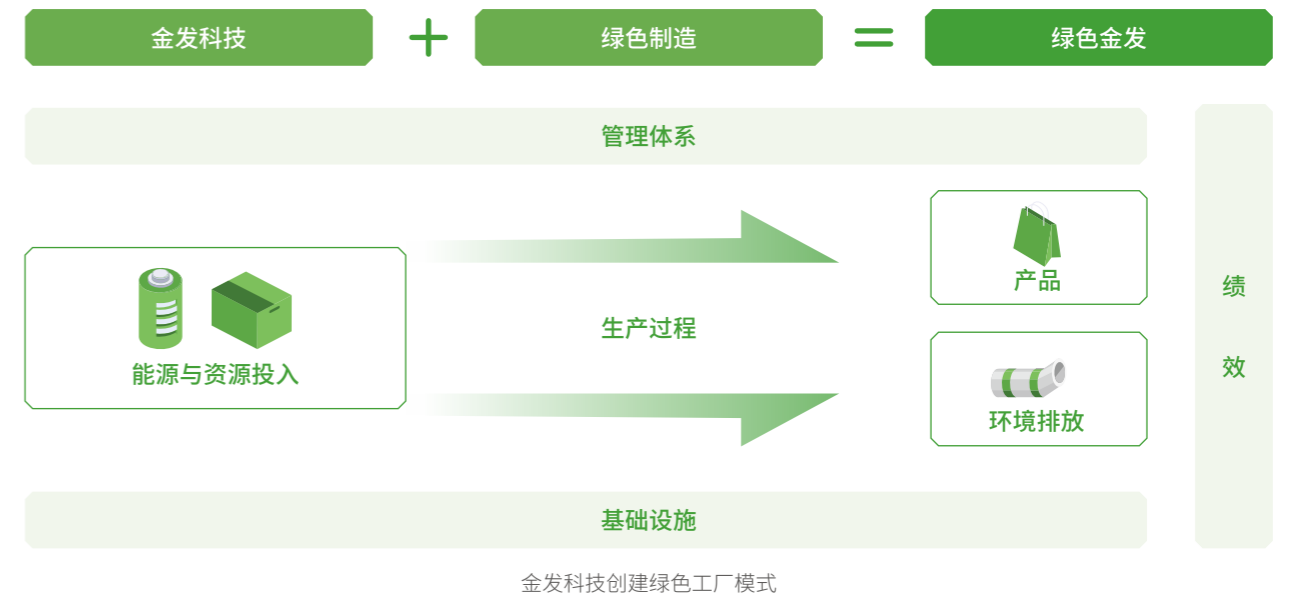 金发科技
+
绿色制造
=
绿色金发
管理体系
能源与资源投入
生产过程
产品
环境排放
绩效
基础设施
金发科技创建绿色工厂模式